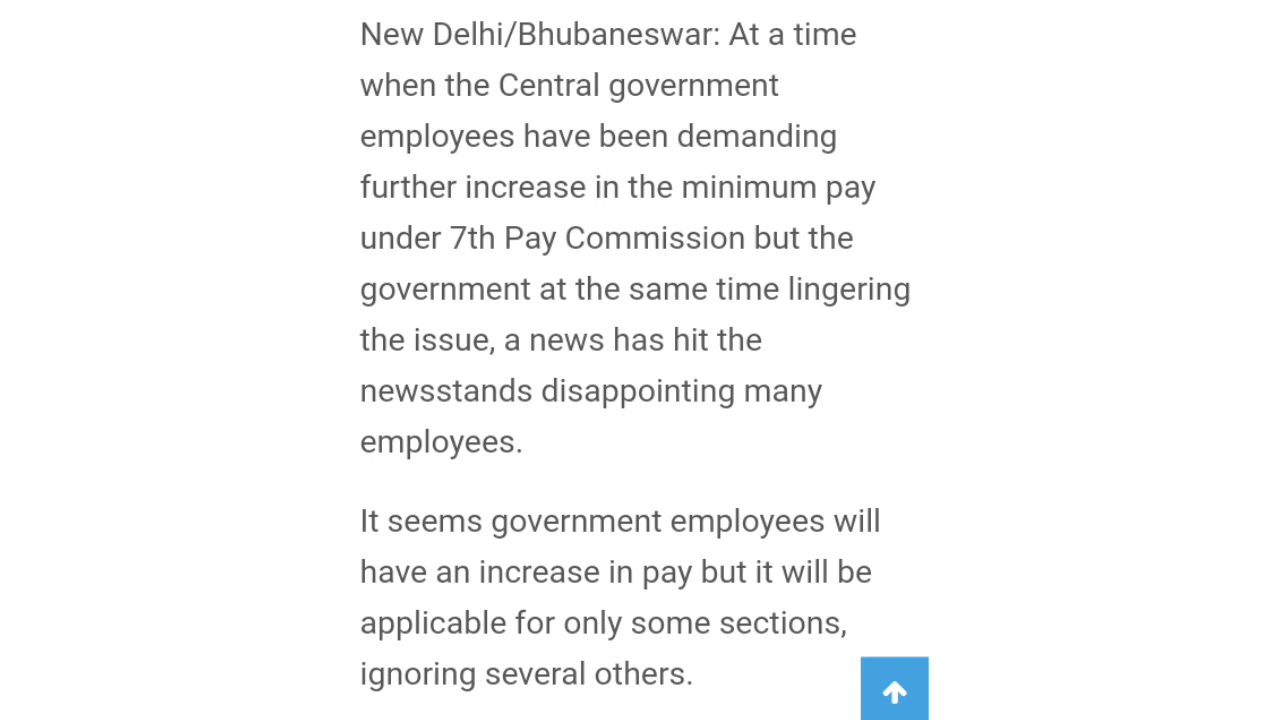 New Delhi/Bhubaneswar: At a time
when the Central government
employees have been demanding
further increase in the minimum pay
under 7th Pay Commission but the
government at the same time lingering
the issue, a news has hit the
newsstands disappointing many
employees.
It seems government employees will
have an increase in pay but it will be
applicable for only some sections,
ignoring several others.